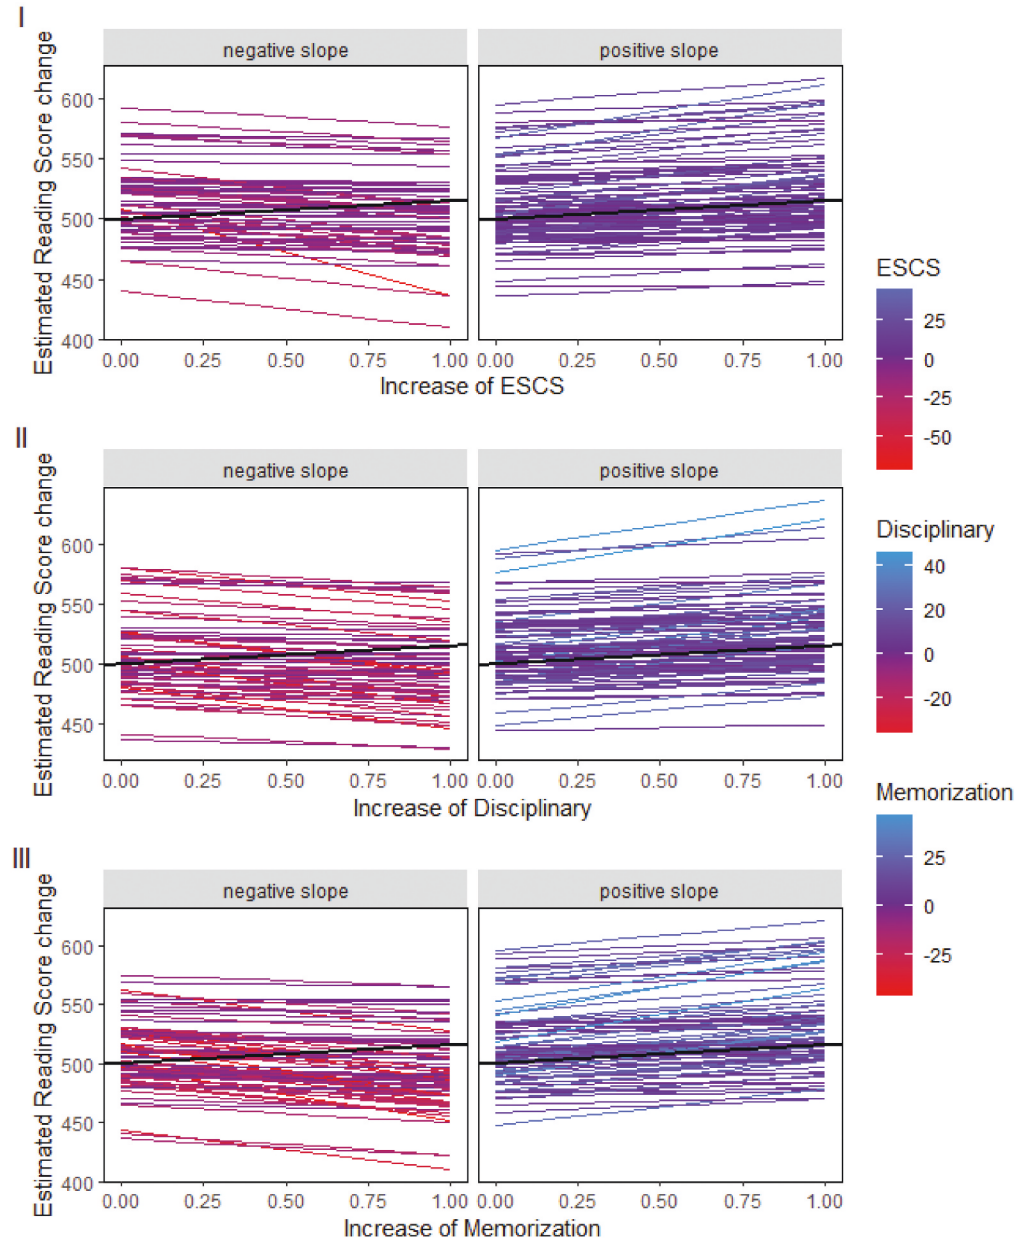 I
negative slope positive slope
Estimated Reading Score change
600
550
500
450
400
0.00 0.25 0.50 0.75 1.00 0.00 0.25 0.50 0.75 1.00
Increase of ESCS
ESCS
25
0
-25
-50
II
negative slope positive slope
Estimated Reading Score change
600
550
500
450
0.00 0.25 0.50 0.75 1.00 0.00 0.25 0.50 0.75 1.00
Increase of Disciplinary
Disciplinary
40
20
0
-20
III
negative slope positive slope
Estimated Reading Score change
600
550
500
450
400
0.00 0.25 0.50 0.75 1.00 0.00 0.25 0.50 0.75 1.00
Increase of Memorization
Memorization
25
0
-25